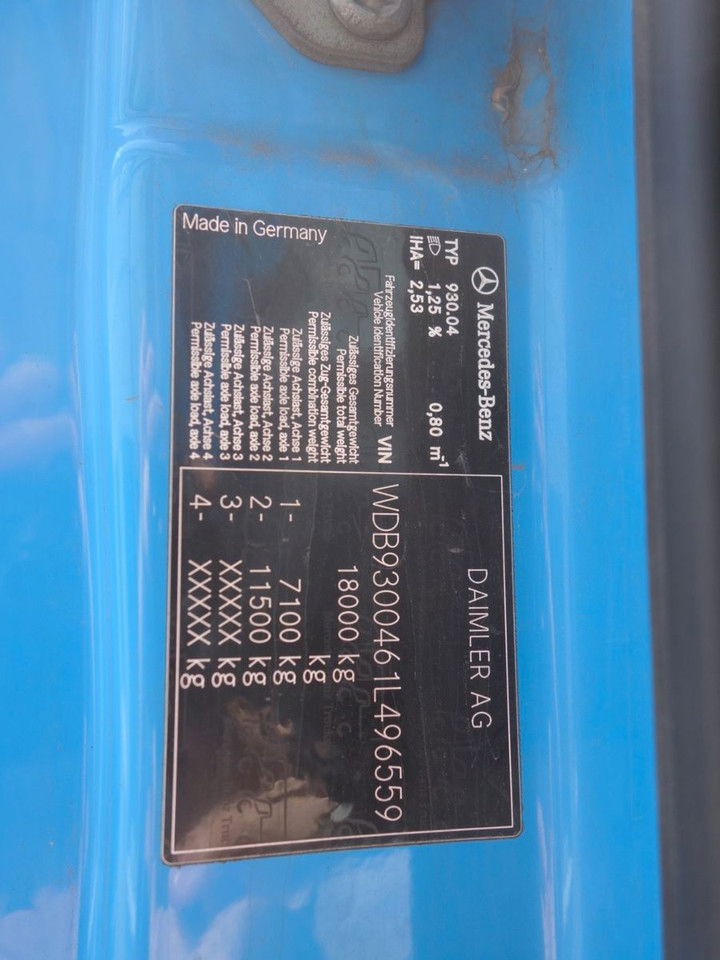 Mercedes-Benz DAIMLER AG
TYP 930.04 0,80 m-1
1,25 %
IHA= 2,53
Fahrzeugidentifizierungsnummer
Vehicle Identification Number VIN WDB9300461L496559
Zulässiges Gesamtgewicht
Permissible total weight 18000 kg
Zulässiges Zug-Gesamtgewicht
Permissible combination weight kg
Zulässige Achslast, Achse 1
Permissible axle load, axle 1 1- 7100 kg
Zulässige Achslast, Achse 2
Permissible axle load, axle 2 2- 11500 kg
Zulässige Achslast, Achse 3
Permissible axle load, axle 3 3- XXXXX kg
Zulässige Achslast, Achse 4
Permissible axle load, axle 4 4- XXXXX kg
Made in Germany